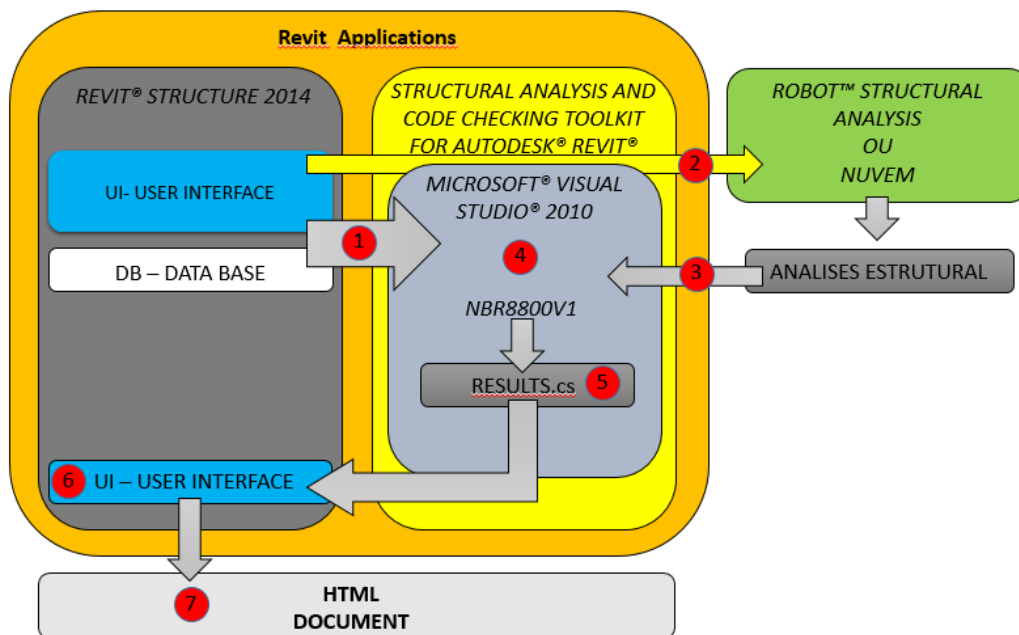 Revit Applications
REVIT® STRUCTURE 2014
UI- USER INTERFACE
DB – DATA BASE
STRUCTURAL ANALYSIS AND
CODE CHECKING TOOLKIT
FOR AUTODESK® REVIT®
MICROSOFT® VISUAL
STUDIO® 2010
1
4
NBR8800V1
RESULTS.cs
5
2
ROBOT™ STRUCTURAL
ANALYSIS
OU
NUVEM
3
ANALISES ESTRUTURAL
6
UI – USER INTERFACE
7
HTML
DOCUMENT